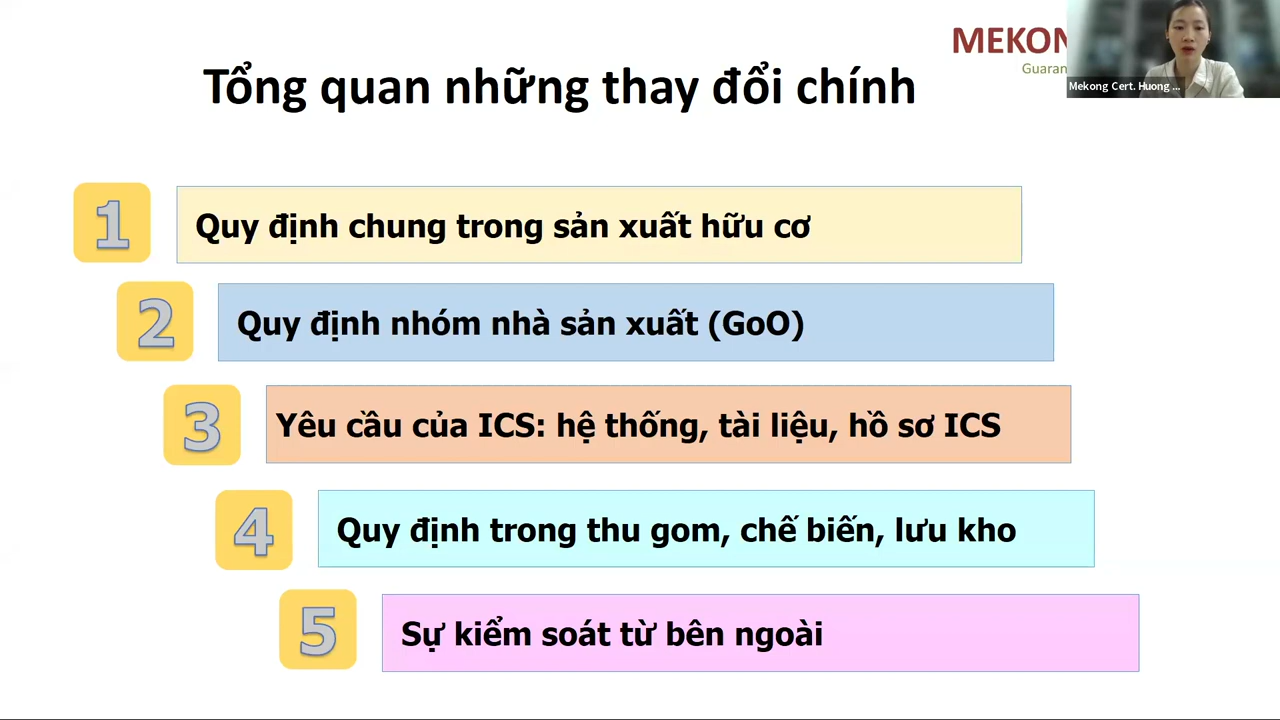 MEKON
Guaran
Mekong Cert. Huong ...
Tổng quan những thay đổi chính
1
Quy định chung trong sản xuất hữu cơ
2
Quy định nhóm nhà sản xuất (GoO)
3
Yêu cầu của ICS: hệ thống, tài liệu, hồ sơ ICS
4
Quy định trong thu gom, chế biến, lưu kho
5
Sự kiểm soát từ bên ngoài